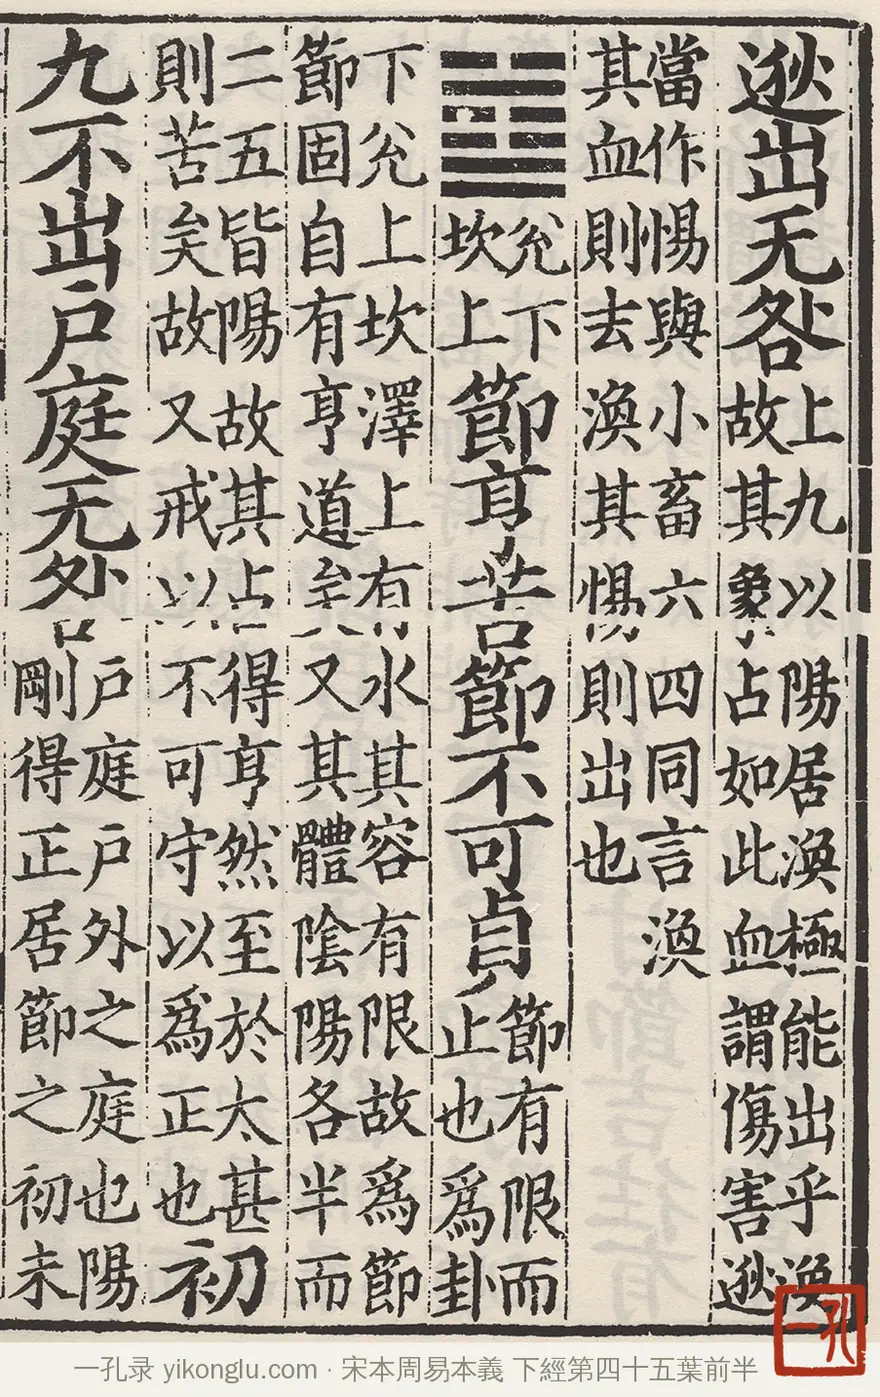 逖出无咎
上九以陽居渙極能出乎渙
故其象占如此血謂傷害逖
當作惕與小畜六四同言渙
其血則去渙其惕則出也
兊下
坎上
節亨苦節不可貞
節有限而
止也爲卦
下兊上坎澤上有水其容有限故爲節
節固自有亨道矣又其體陰陽各半而
二五皆陽故其占得亨然至於太甚
則苦矣故又戒以不可守以爲正也
初
九不出戶庭无咎
戶庭戶外之庭也陽
剛得正居節之初未
一孔
一孔录 yikonglu.com · 宋本周易本義 下經第四十五葉前半